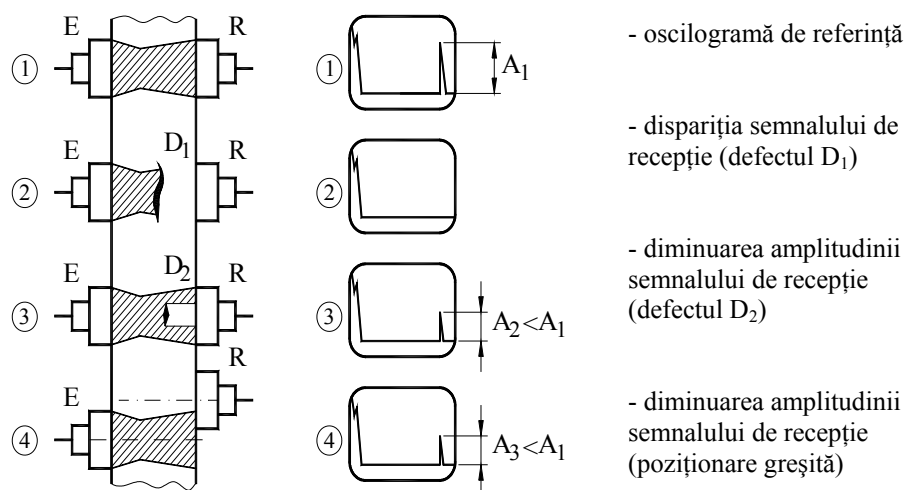 E R
1 1 A1
- oscilogramă de referință
E D1 R
2 2
- dispariția semnalului de
recepție (defectul D1)
E D2 R
3 3 A2<A1
- diminuarea amplitudinii
semnalului de recepție
(defectul D2)
E R
4 4 A3<A1
- diminuarea amplitudinii
semnalului de recepție
(poziționare greşită)